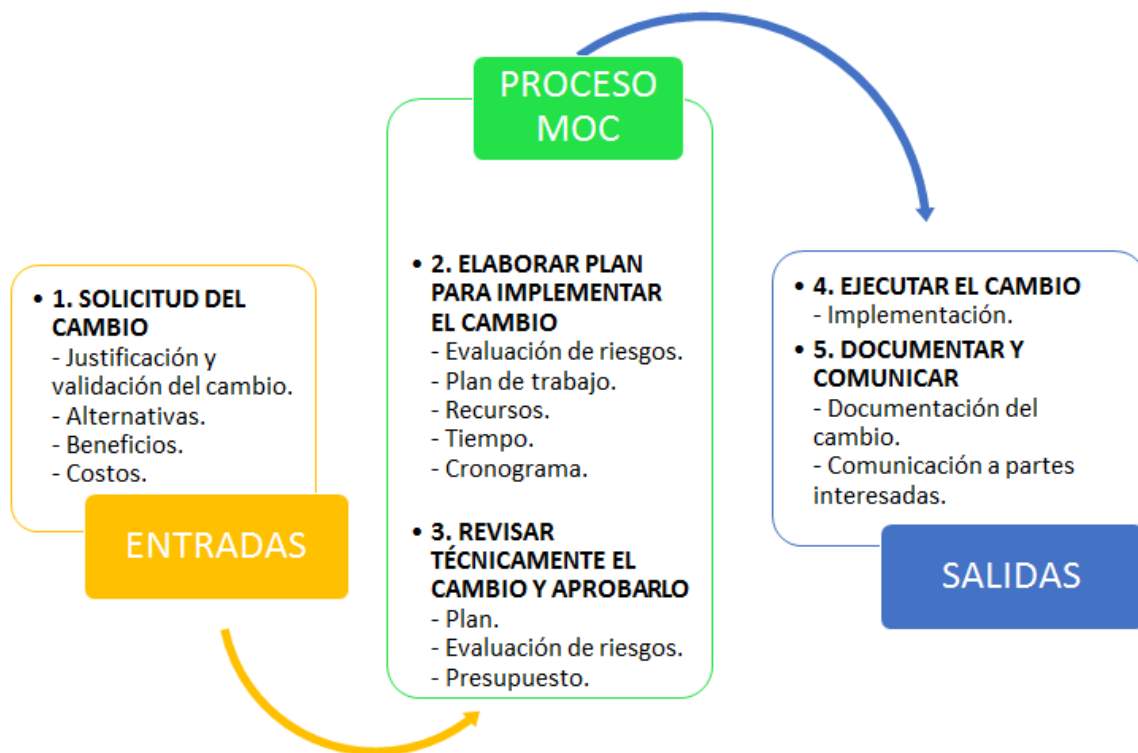 PROCESO
MOC
• 1. SOLICITUD DEL
CAMBIO
- Justificación y
validación del cambio.
- Alternativas.
- Beneficios.
- Costos.
ENTRADAS
• 2. ELABORAR PLAN
PARA IMPLEMENTAR
EL CAMBIO
- Evaluación de riesgos.
- Plan de trabajo.
- Recursos.
- Tiempo.
- Cronograma.
• 3. REVISAR
TÉCNICAMENTE EL
CAMBIO Y APROBARLO
- Plan.
- Evaluación de riesgos.
- Presupuesto.
• 4. EJECUTAR EL CAMBIO
- Implementación.
• 5. DOCUMENTAR Y
COMUNICAR
- Documentación del
cambio.
- Comunicación a partes
interesadas.
SALIDAS